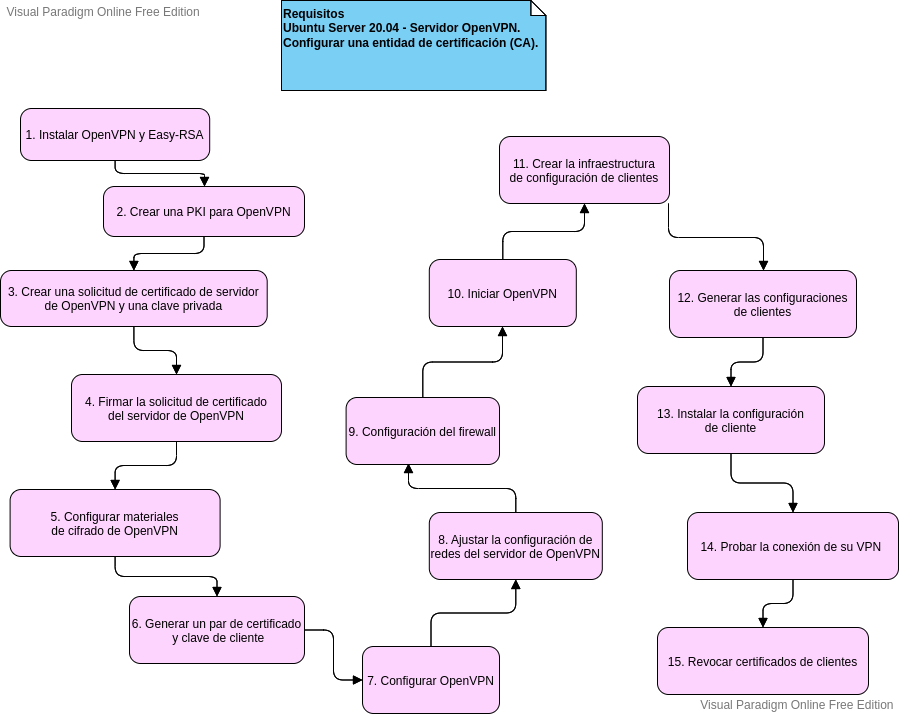 Visual Paradigm Online Free Edition
Requisitos
Ubuntu Server 20.04 - Servidor OpenVPN.
Configurar una entidad de certificación (CA).
1. Instalar OpenVPN y Easy-RSA
2. Crear una PKI para OpenVPN
3. Crear una solicitud de certificado de servidor
de OpenVPN y una clave privada
4. Firmar la solicitud de certificado
del servidor de OpenVPN
5. Configurar materiales
de cifrado de OpenVPN
6. Generar un par de certificado
y clave de cliente
7. Configurar OpenVPN
8. Ajustar la configuración de
redes del servidor de OpenVPN
9. Configuración del firewall
10. Iniciar OpenVPN
11. Crear la infraestructura
de configuración de clientes
12. Generar las configuraciones
de clientes
13. Instalar la configuración
de cliente
14. Probar la conexión de su VPN
15. Revocar certificados de clientes
Visual Paradigm Online Free Edition